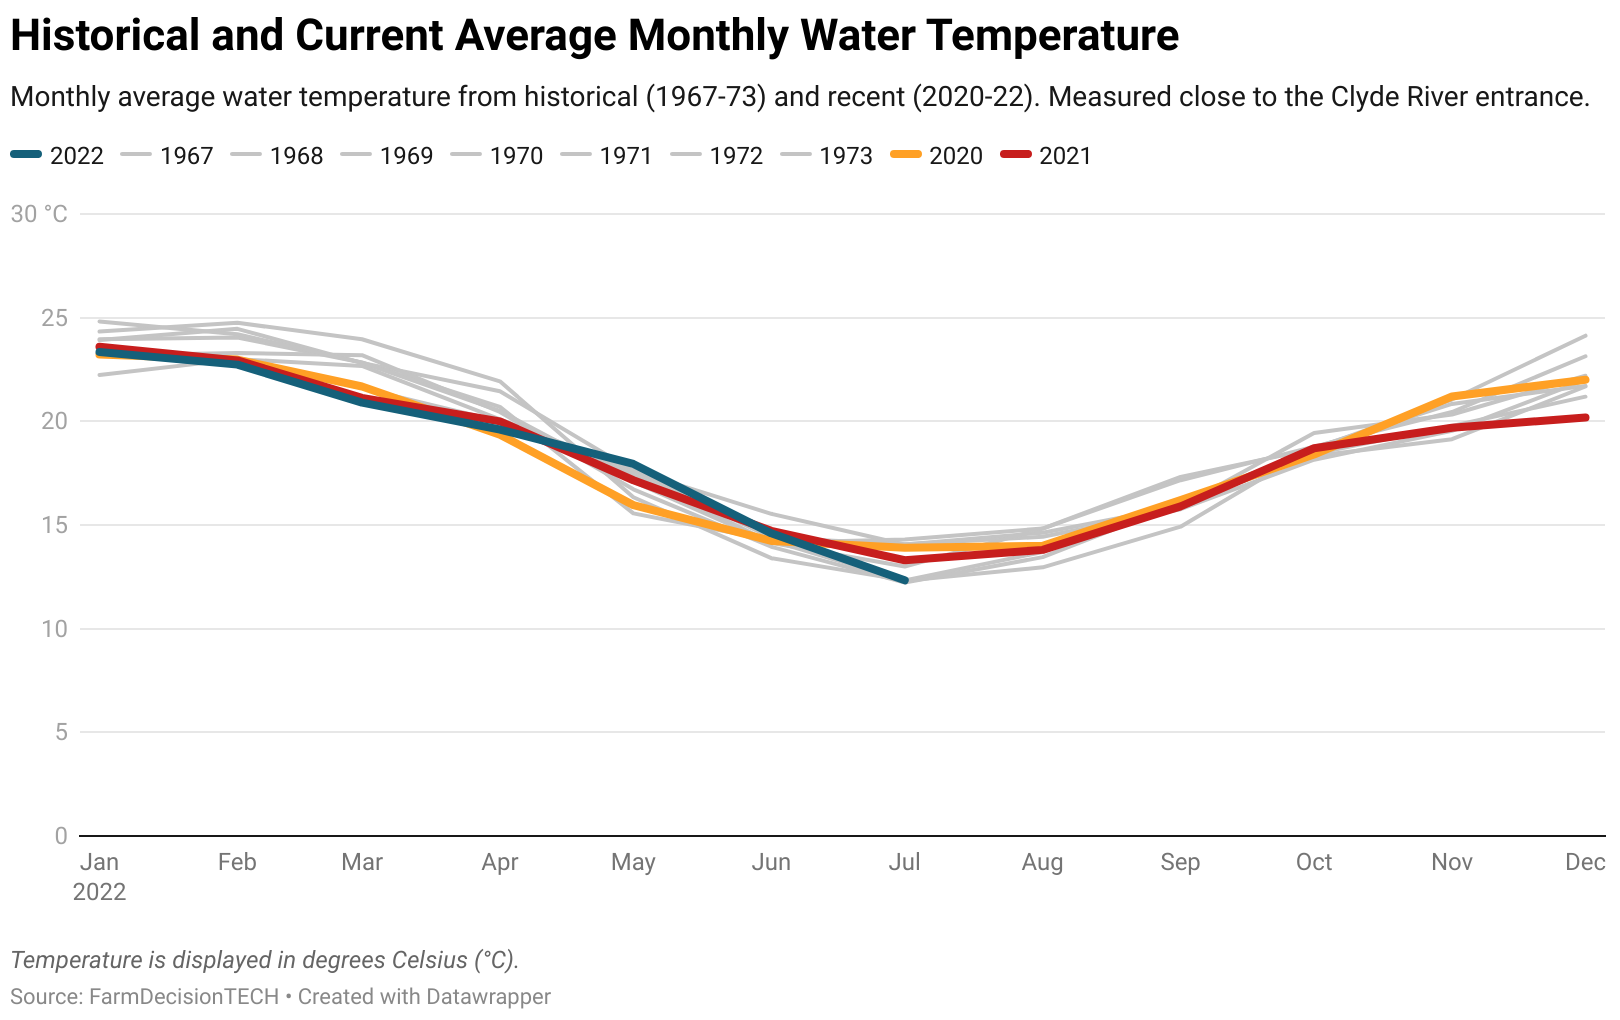 Historical and Current Average Monthly Water Temperature
Monthly average water temperature from historical (1967-73) and recent (2020-22). Measured close to the Clyde River entrance.
2022 1967 1968 1969 1970 1971 1972 1973 2020 2021
30 °C
25
20
15
10
5
0
Jan Feb Mar Apr May Jun Jul Aug Sep Oct Nov Dec
2022
Temperature is displayed in degrees Celsius (°C).
Source: FarmDecisionTECH • Created with Datawrapper